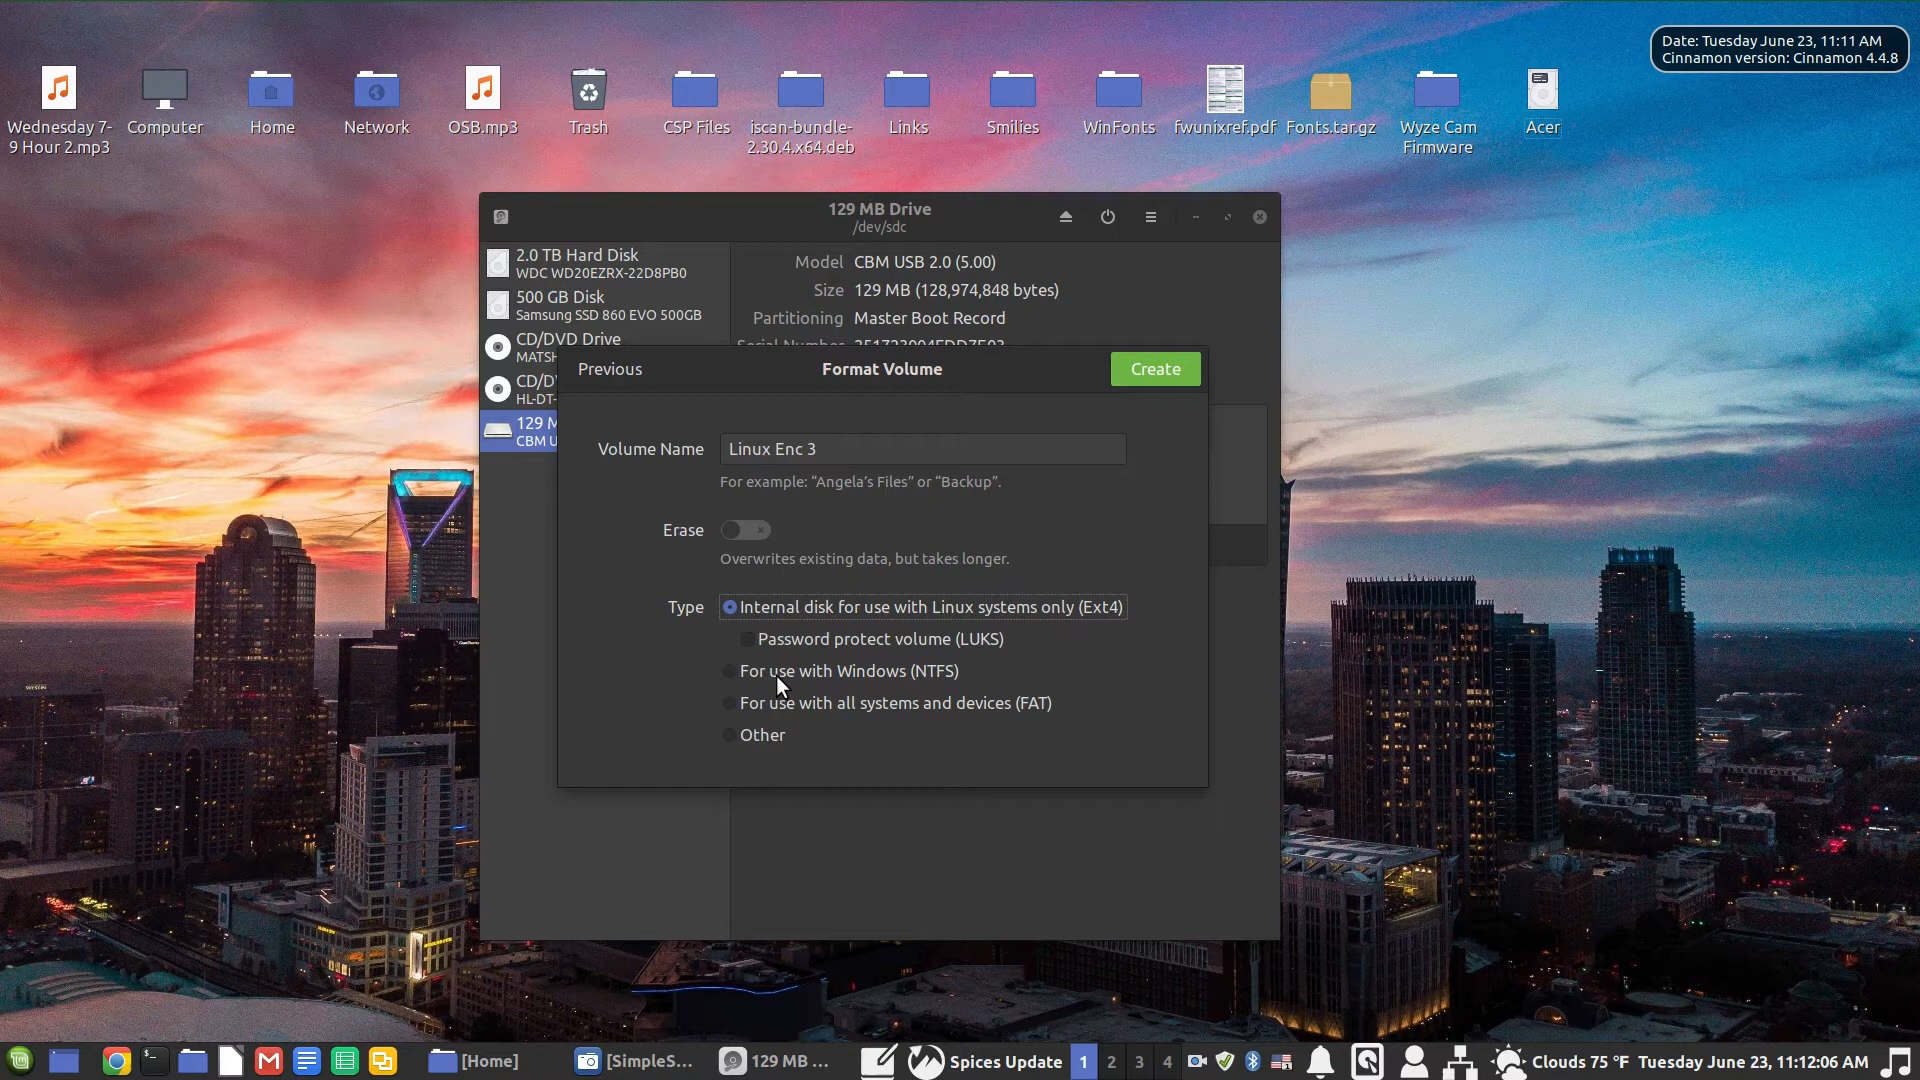 Date: Tuesday June 23, 11:11 AM
Cinnamon version: Cinnamon 4.4.8
Wednesday 7-
9 Hour 2.mp3
Computer
Home
Network
OSB.mp3
Trash
CSP Files
iscan-bundle-
2.30.4.x64.deb
Links
Smilies
WinFonts
fwunixref.pdf
Fonts.tar.gz
Wyze Cam
Firmware
Acer
129 MB Drive
/dev/sdc
2.0 TB Hard Disk
WDC WD20EZRX-22D8PB0
500 GB Disk
Samsung SSD 860 EVO 500GB
CD/DVD Drive
MATSH
CD/D
HL-DT-
129 M
CBM U
Model CBM USB 2.0 (5.00)
Size 129 MB (128,974,848 bytes)
Partitioning Master Boot Record
Serial Number
Previous
Format Volume
Create
Volume Name Linux Enc 3
For example: “Angela’s Files” or “Backup”.
Erase
Overwrites existing data, but takes longer.
Type Internal disk for use with Linux systems only (Ext4)
Password protect volume (LUKS)
For use with Windows (NTFS)
For use with all systems and devices (FAT)
Other
[Home]
[SimpleS...
129 MB ...
Spices Update
1 2 3 4
Clouds 75 °F
Tuesday June 23, 11:12:06 AM